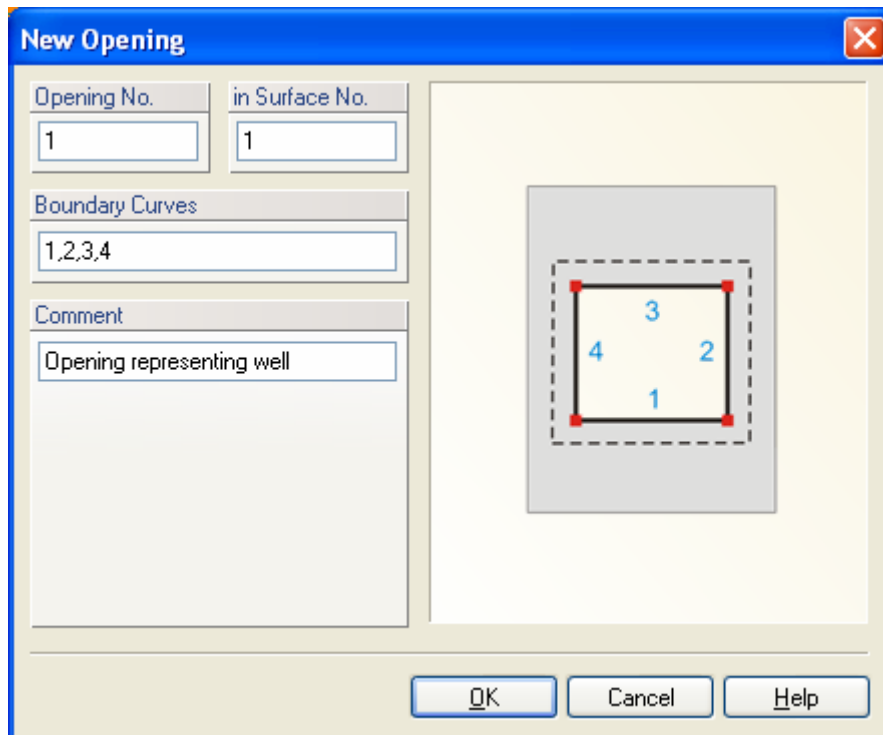 New Opening
Opening No.
in Surface No.
1
1
Boundary Curves
1,2,3,4
Comment
Opening representing well
3
4
2
1
OK
Cancel
Help